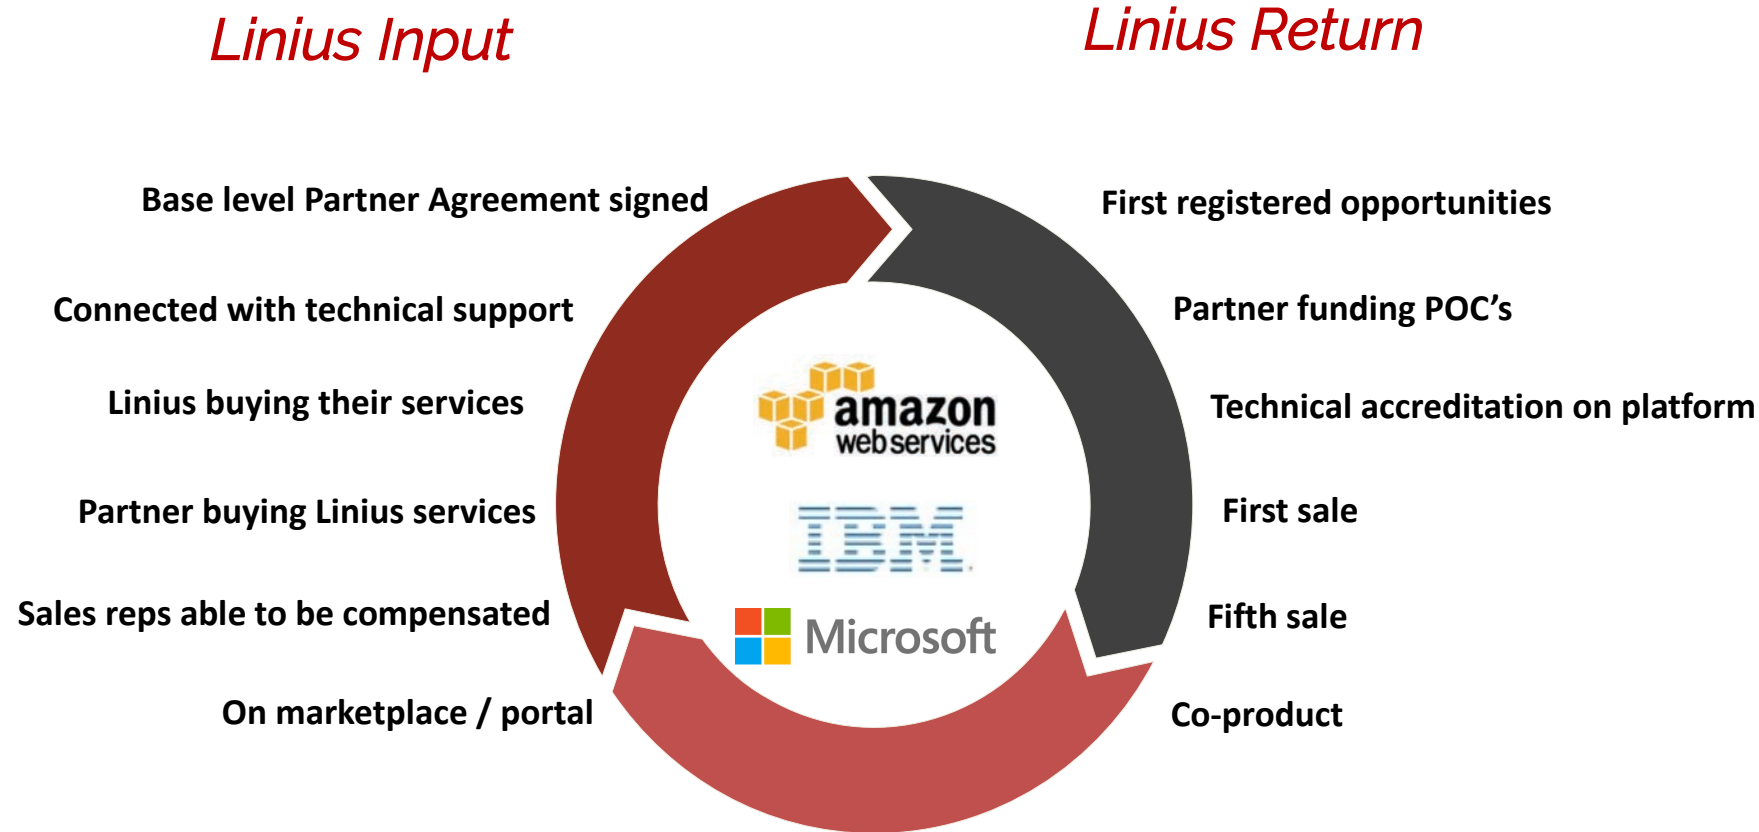 Linius Input
Linius Return
Base level Partner Agreement signed
Connected with technical support
Linius buying their services
Partner buying Linius services
Sales reps able to be compensated
On marketplace / portal
amazon
webservices
IBM.
Microsoft
First registered opportunities
Partner funding POC’s
Technical accreditation on platform
First sale
Fifth sale
Co-product